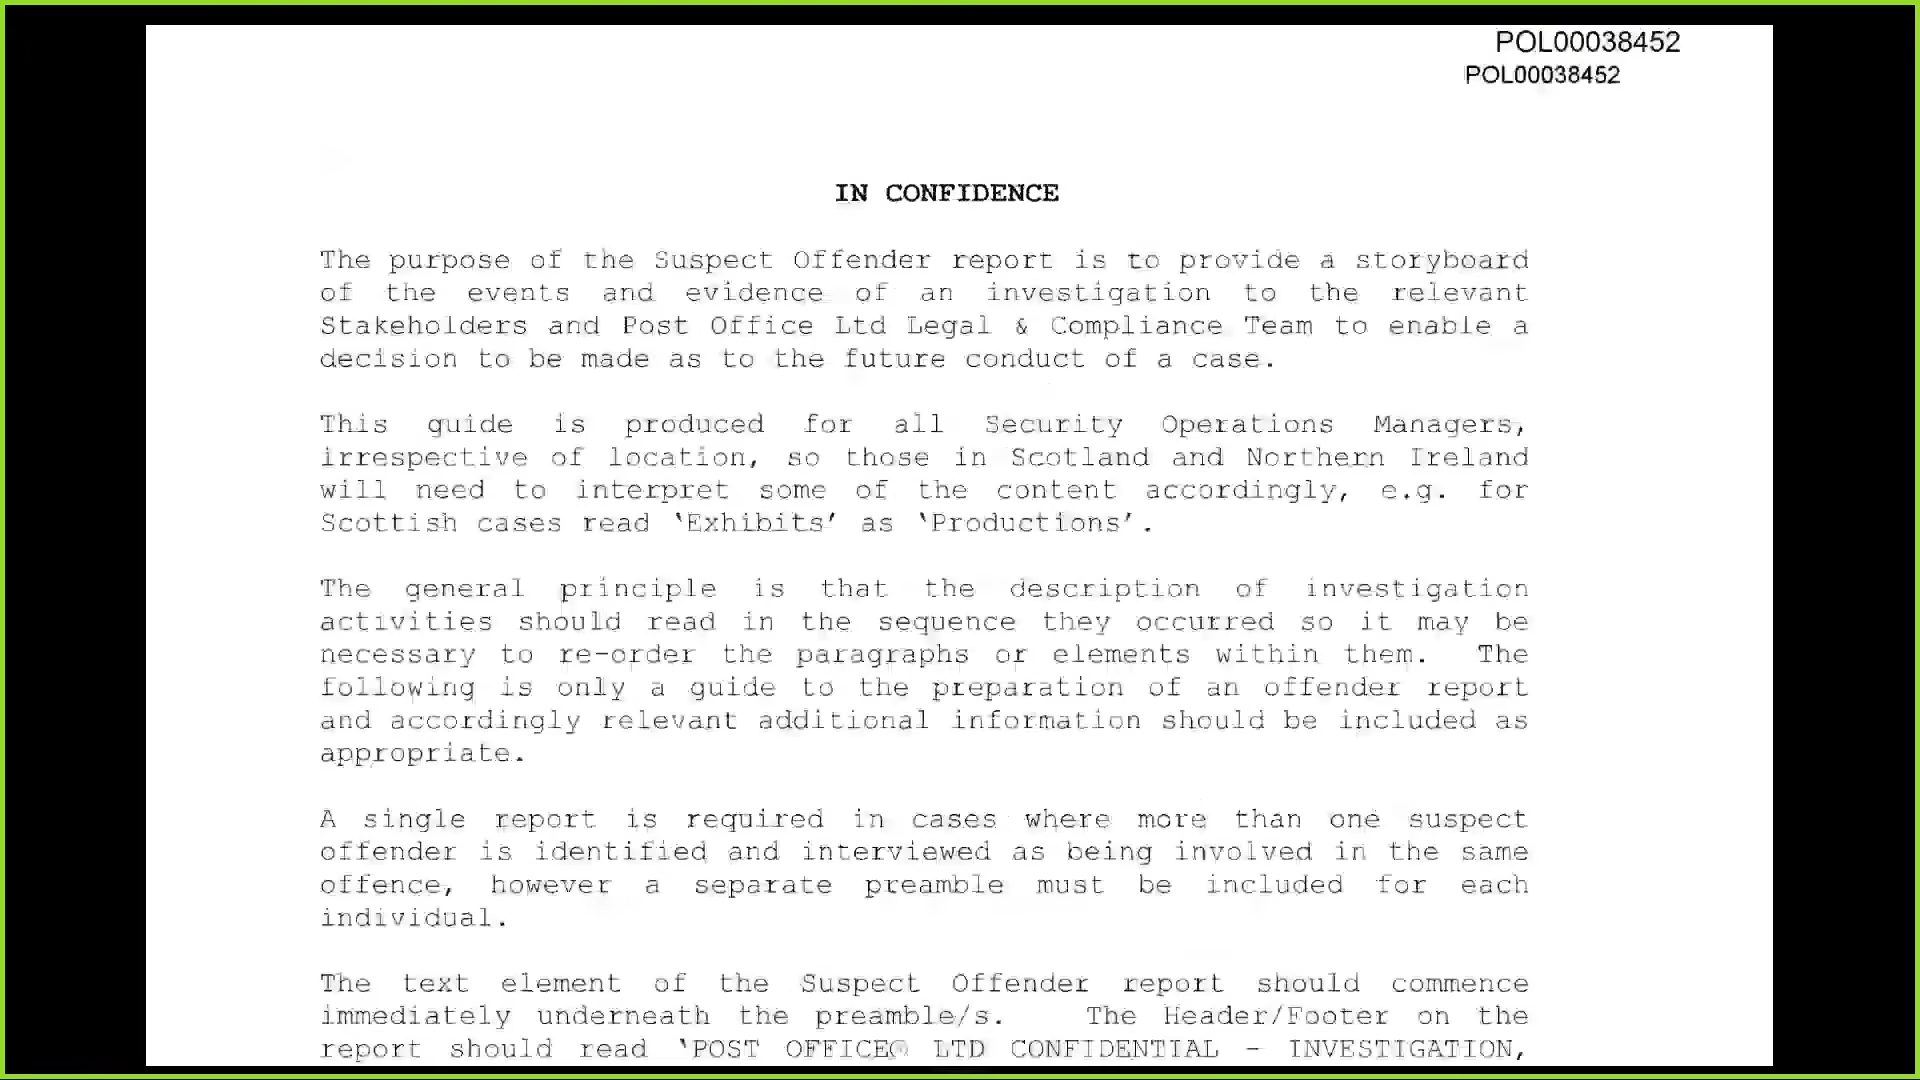 POL00038452
POL00038452
IN CONFIDENCE
The purpose of the Suspect Offender report is to provide a storyboard
of the events and evidence of an investigation to the relevant
Stakeholders and Post Office Ltd Legal & Compliance Team to enable a
decision to be made as to the future conduct of a case.
This guide is produced for all Security Operations Managers,
irrespective of location, so those in Scotland and Northern Ireland
will need to interpret some of the content accordingly, e.g. for
Scottish cases read ‘Exhibits’ as ‘Productions’.
The general principle is that the description of investigation
activities should read in the sequence they occurred so it may be
necessary to re-order the paragraphs or elements within them. The
following is only a guide to the preparation of an offender report
and accordingly relevant additional information should be included as
appropriate.
A single report is required in cases where more than one suspect
offender is identified and interviewed as being involved in the same
offence, however a separate preamble must be included for each
individual.
The text element of the Suspect Offender report should commence
immediately underneath the preamble/s. The Header/Footer on the
report should read ‘POST OFFICE® LTD CONFIDENTIAL - INVESTIGATION,